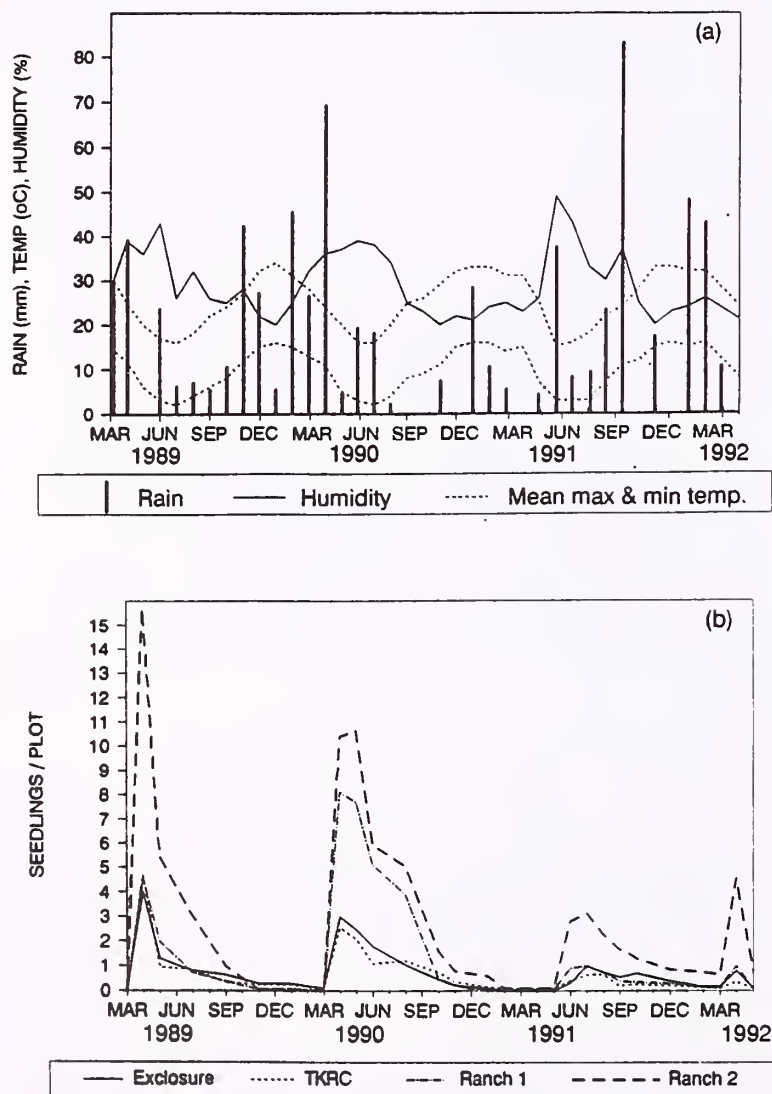 (a)
RAIN (mm), TEMP (oC), HUMIDITY (%)
80
70
60
50
40
30
20
10
0
MAR JUN SEP DEC MAR JUN SEP DEC MAR JUN SEP DEC MAR
1989 1990 1991 1992
Rain Humidity Mean max & min temp.
(b)
SEEDLINGS / PLOT
15
14
13
12
11
10
9
8
7
6
5
4
3
2
1
0
MAR JUN SEP DEC MAR JUN SEP DEC MAR JUN SEP DEC MAR
1989 1990 1991 1992
Exclosure TKRC Ranch 1 Ranch 2